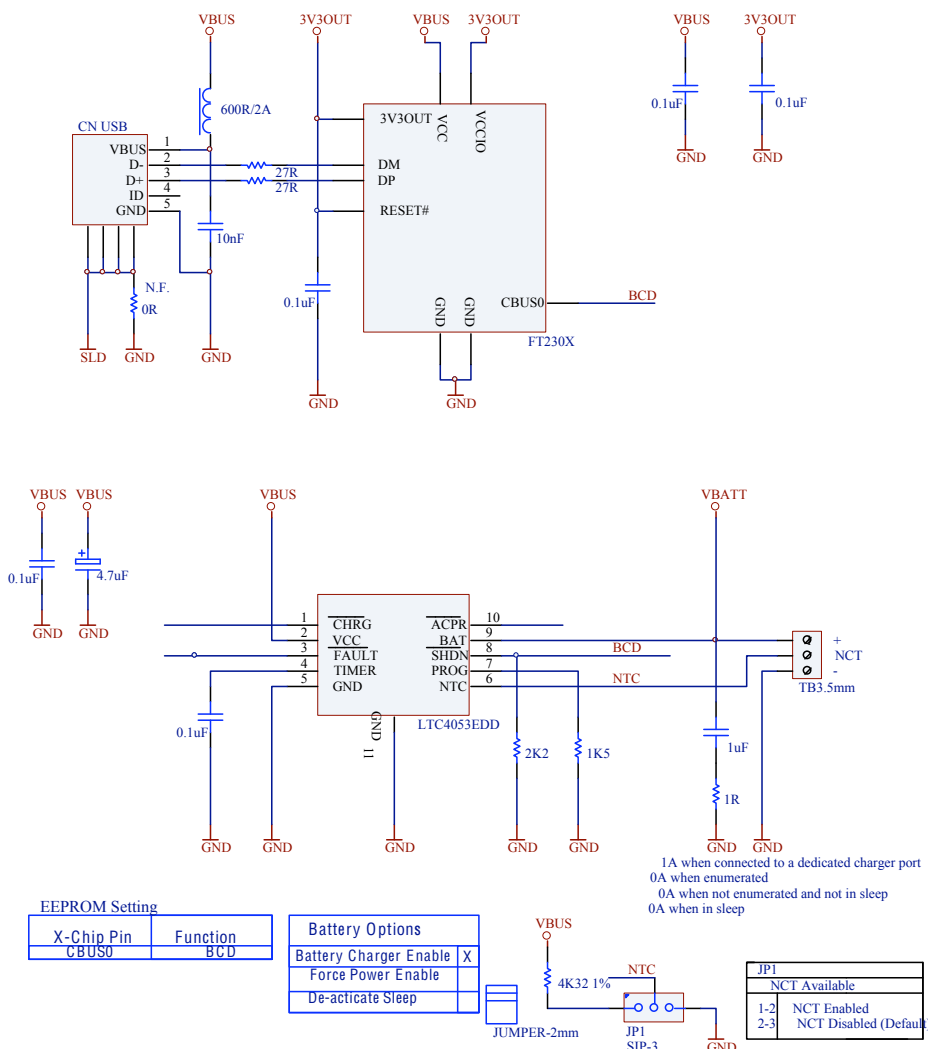 VBUS 3V3OUT VBUS 3V3OUT VBUS 3V3OUT
600R/2A
0.1uF 0.1uF
GND GND
CN USB
VBUS 1
D- 2
D+ 3
ID 4
GND 5
27R
27R
10nF
N.F.
0R
SLD GND GND
0.1uF
GND
3V3OUT
VCC
VCCIO
DM
DP
RESET#
GND
GND
CBUS0
BCD
FT230X
GND
VBUS VBUS VBUS VBATT
0.1uF 4.7uF
GND GND
1 CHRG ACPR 10
2 VCC BAT 9
3 FAULT SHDN 8
4 TIMER PROG 7
5 GND NTC 6
GND 11
LTC4053EDD
BCD
NTC
+
NCT
-
TB3.5mm
0.1uF
2K2 1K5
1uF
1R
GND GND GND GND GND GND GND
1A when connected to a dedicated charger port
0A when enumerated
0A when not enumerated and not in sleep
0A when in sleep
EEPROM Setting
X-Chip Pin Function
CBUS0 BCD
Battery Options
Battery Charger Enable X
Force Power Enable
De-acticate Sleep
JUMPER-2mm
VBUS
4K32 1%
NTC
JP1
SIP-3
GND
JP1
NCT Available
1-2 NCT Enabled
2-3 NCT Disabled (Default